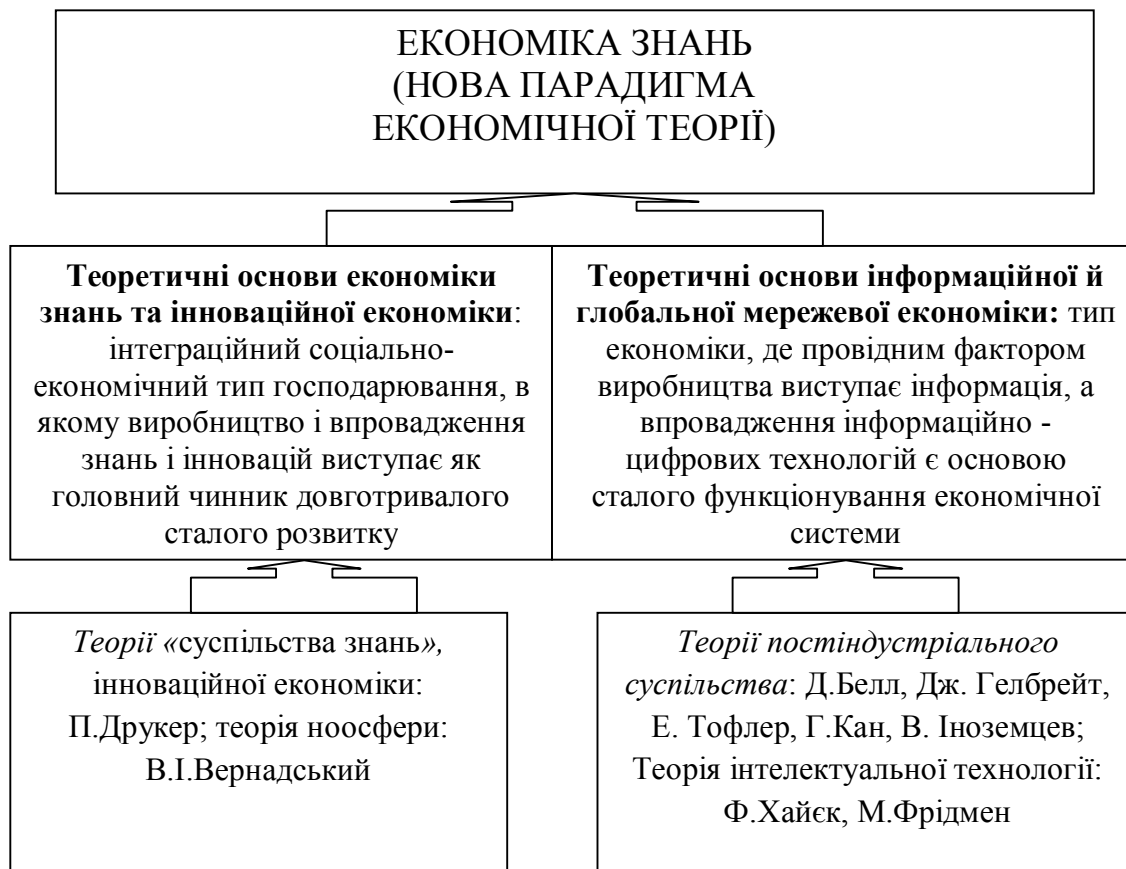 ЕКОНОМІКА ЗНАНЬ
(НОВА ПАРАДИГМА
ЕКОНОМІЧНОЇ ТЕОРІЇ)
Теоретичні основи економіки
знань та інноваційної економіки:
інтеграційний соціально-
економічний тип господарювання, в
якому виробництво і впровадження
знань і інновацій виступає як
головний чинник довготривалого
сталого розвитку
Теоретичні основи інформаційної й
глобальної мережевої економіки: тип
економіки, де провідним фактором
виробництва виступає інформація, а
впровадження інформаційно -
цифрових технологій є основою
сталого функціонування економічної
системи
Теорії «суспільства знань»,
інноваційної економіки:
П.Друкер; теорія ноосфери:
В.І.Вернадський
Теорії постіндустріального
суспільства: Д.Белл, Дж. Гелбрейт,
Е. Тофлер, Г.Кан, В. Іноземцев;
Теорія інтелектуальної технології:
Ф.Хайєк, М.Фрідмен